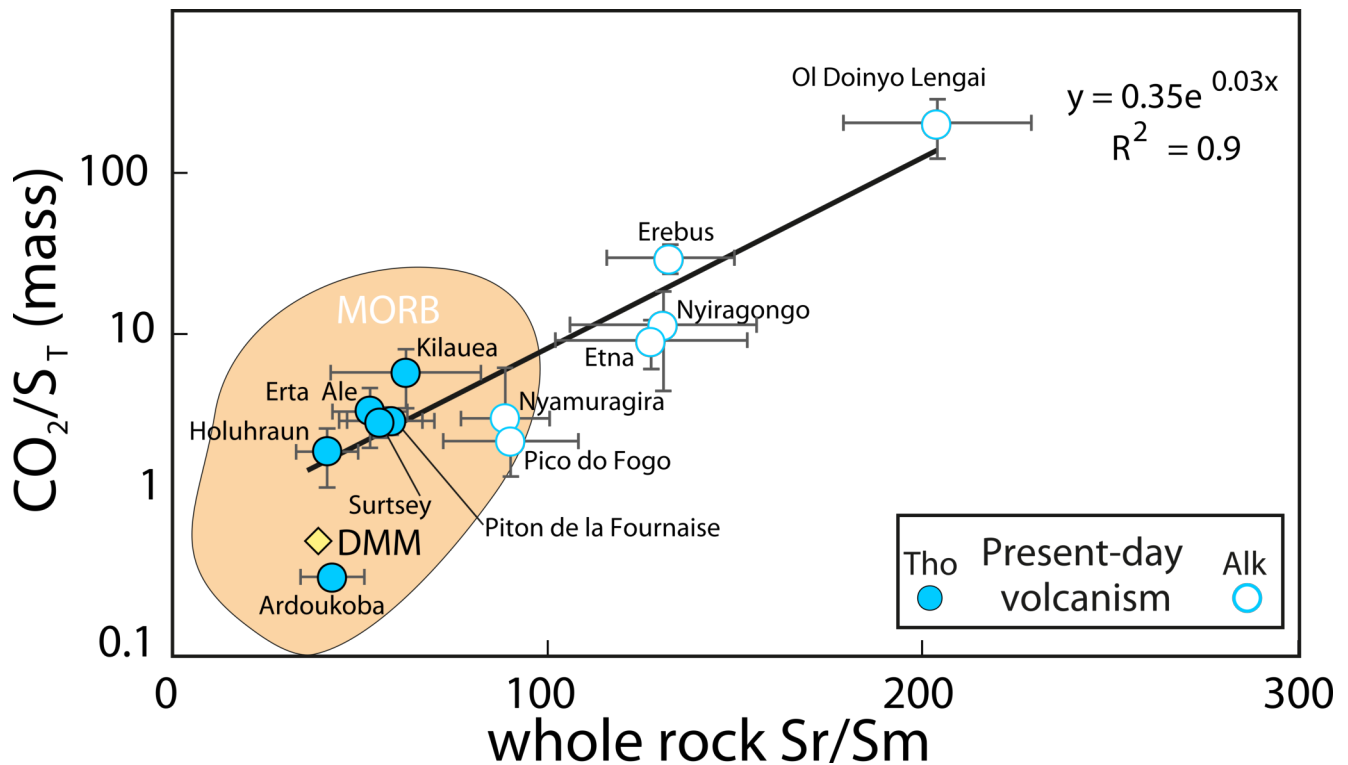 Ol Doinyo Lengai
y = 0.35e 0.03x
R2 = 0.9
100
Erebus
MORB
Nyiragongo
10
Kilauea
Etna
Erta Ale
Nyamuragira
Holuhraun
Pico do Fogo
1
Surtsey
Piton de la Fournaise
DMM
Ardoukoba
Tho
Present-day
volcanism
Alk
0.1
0
100
200
300
whole rock Sr/Sm
CO2/ST (mass)